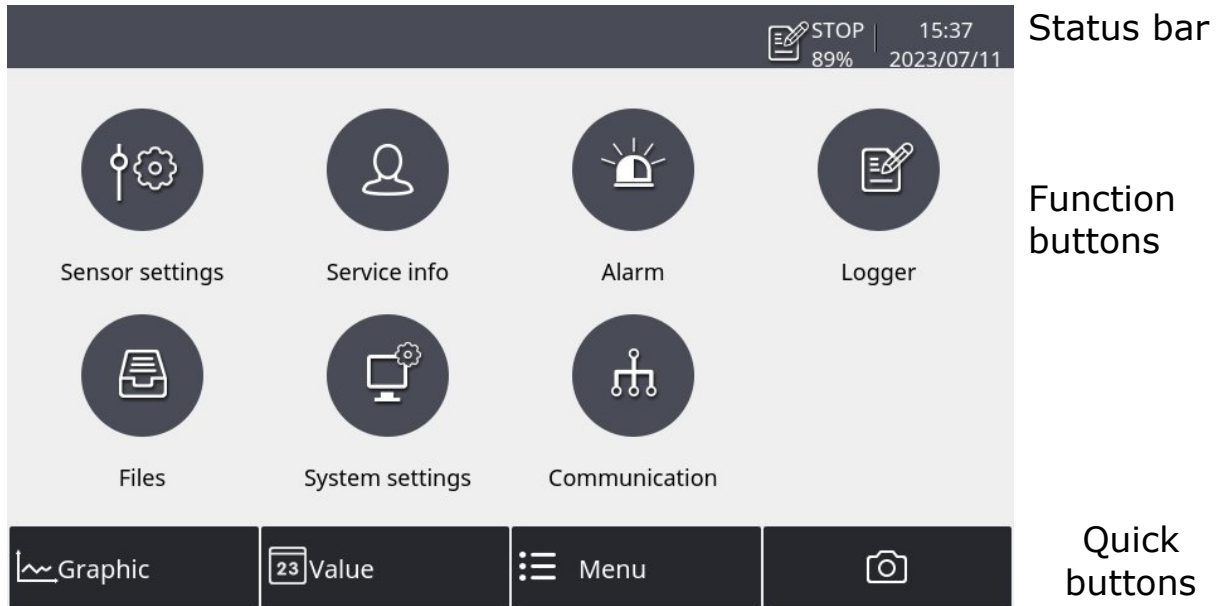 STOP 15:37
89% 2023/07/11
Status bar
Sensor settings Service info Alarm Logger
Function
buttons
Files System settings Communication
Graphic 23 Value Menu
Quick
buttons